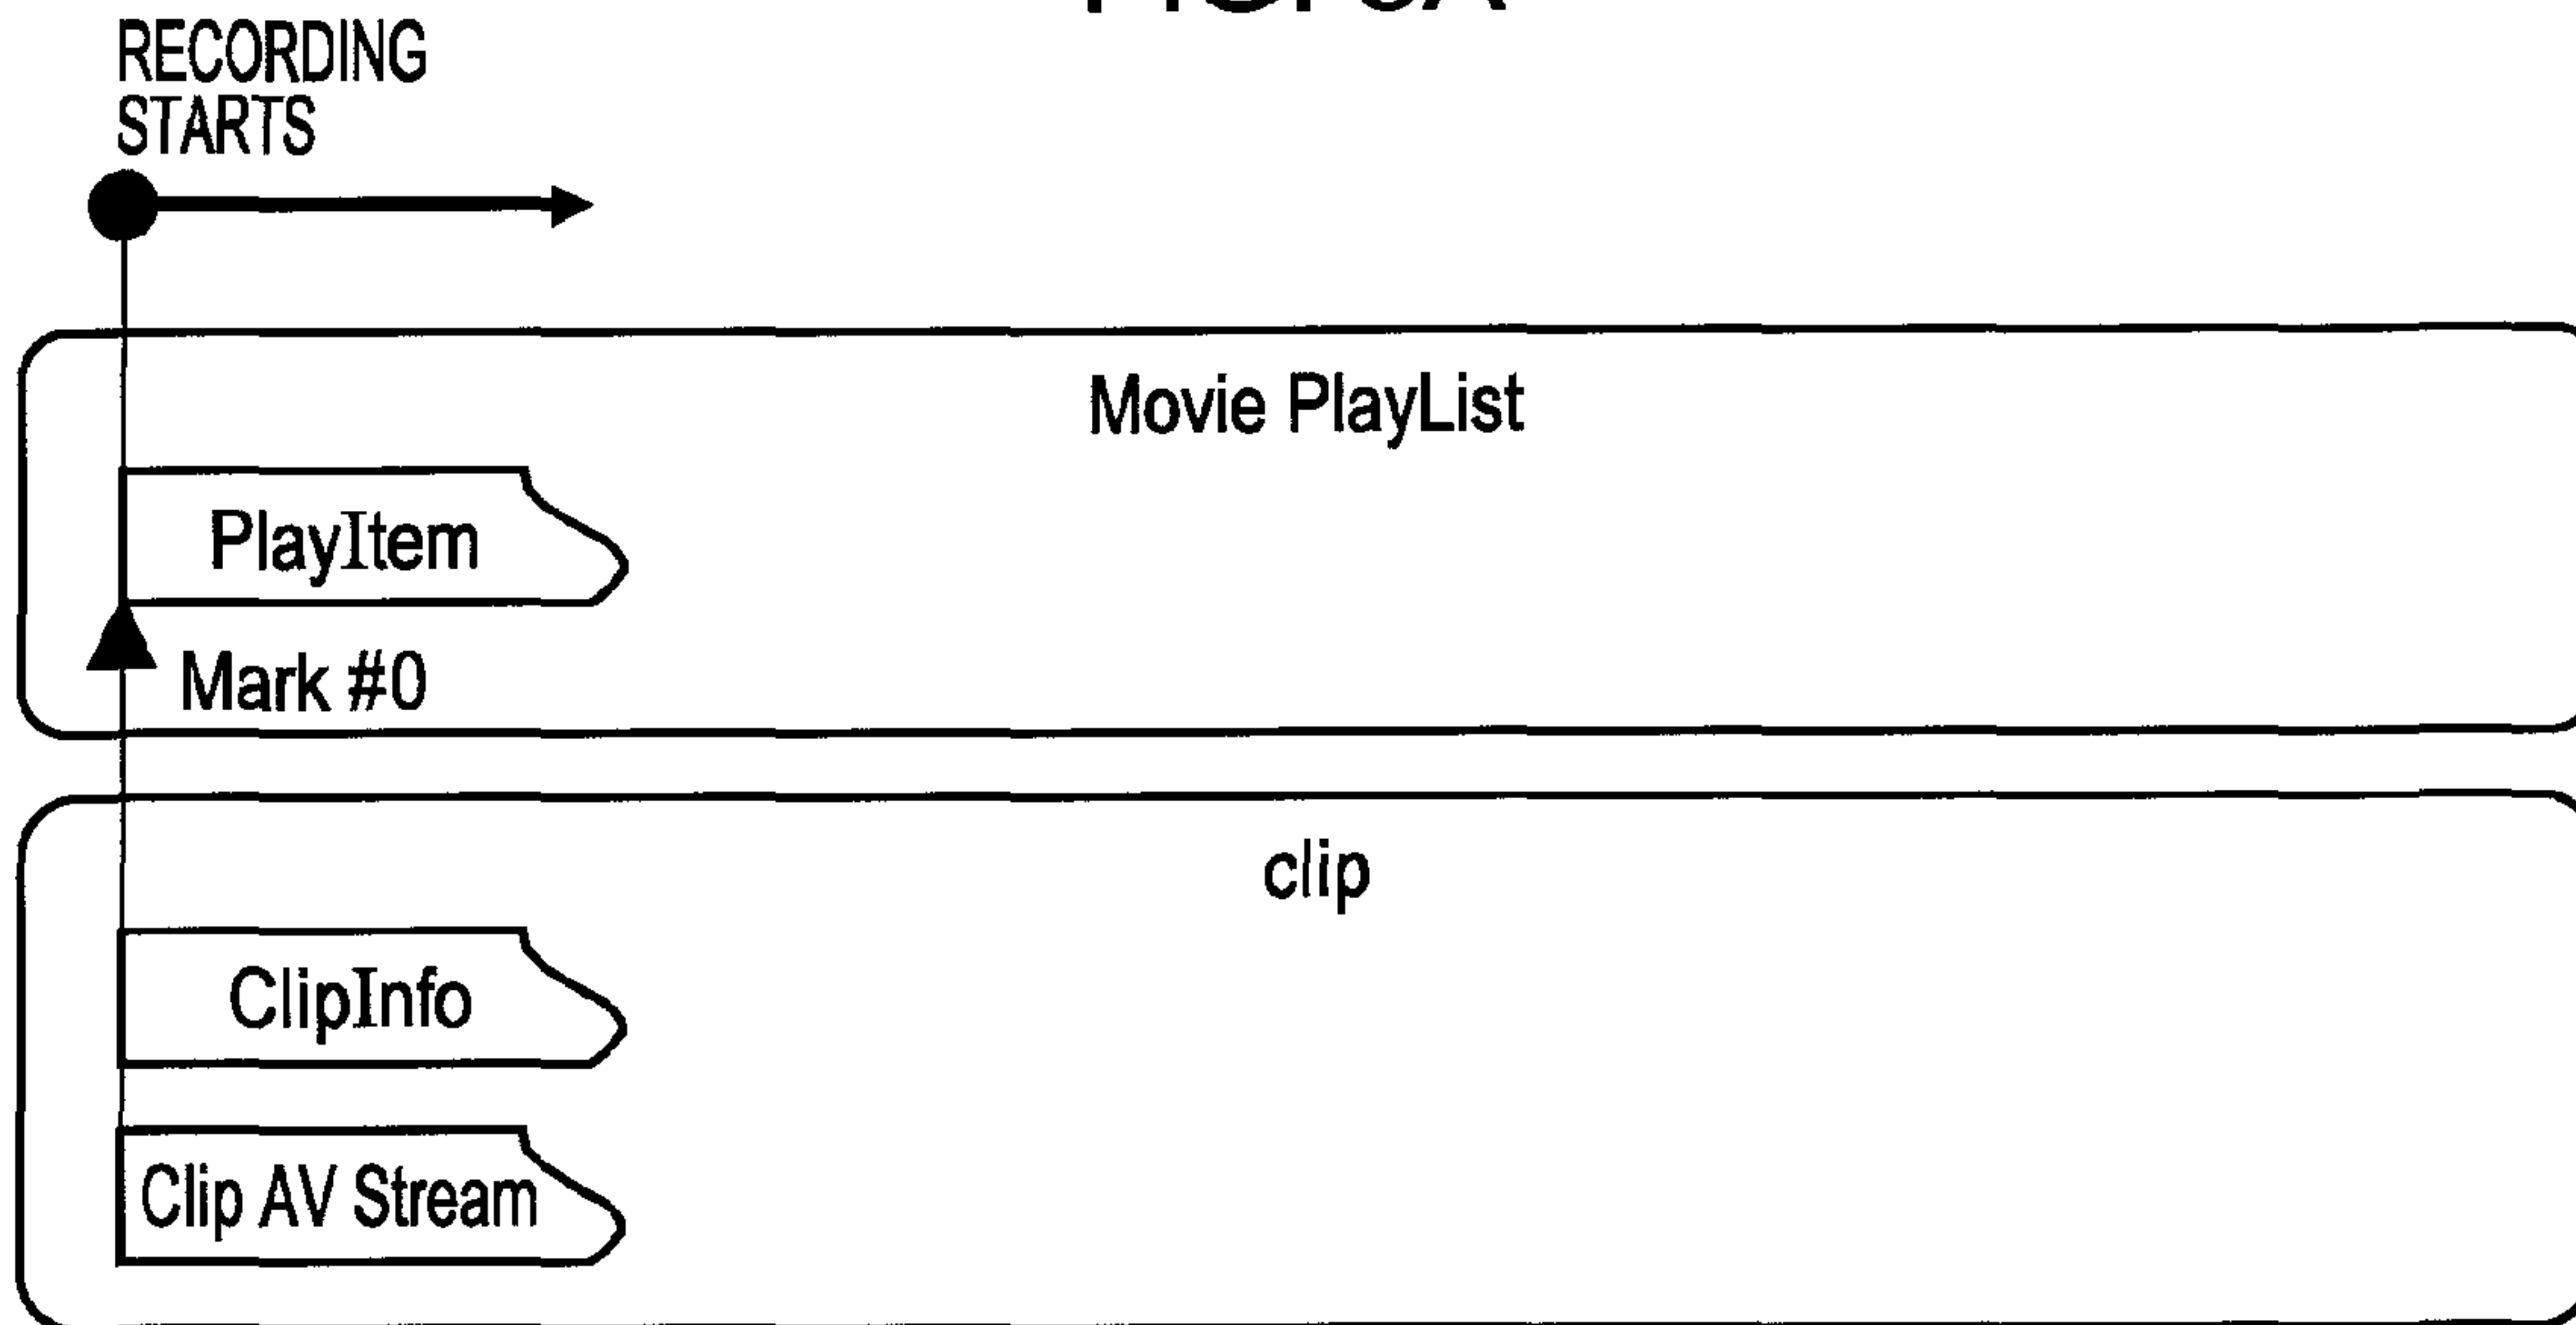 RECORDING
STARTS
Movie PlayList
PlayItem
Mark #0
clip
ClipInfo
Clip AV Stream